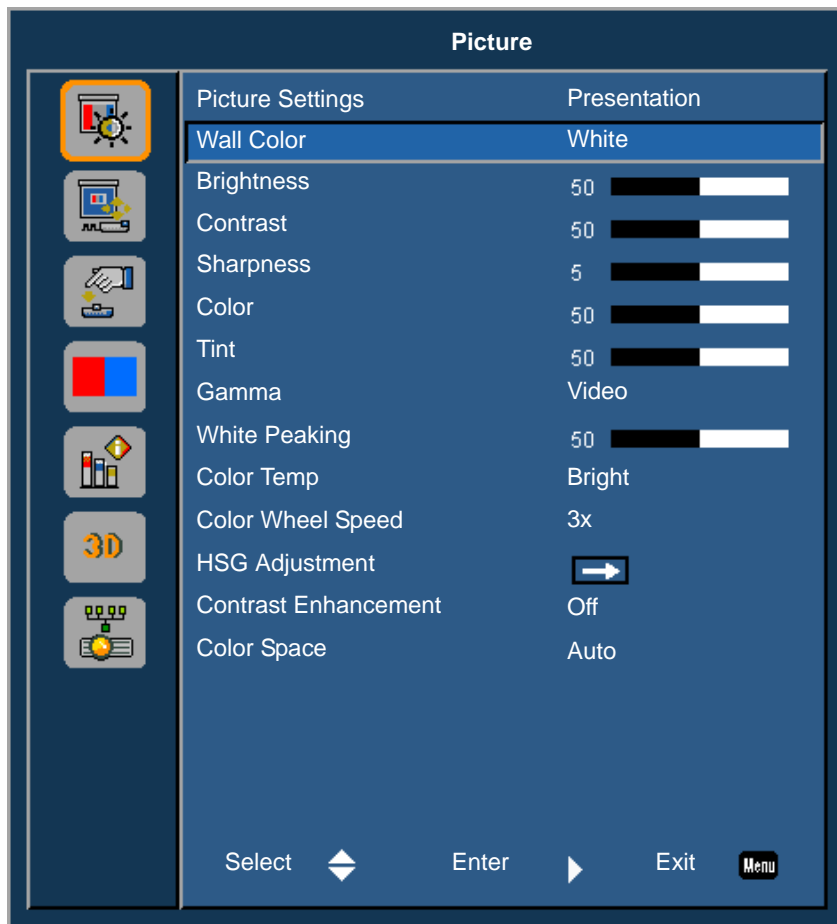 Picture
Picture Settings Presentation
Wall Color White
Brightness 50
Contrast 50
Sharpness 5
Color 50
Tint 50
Gamma Video
White Peaking 50
Color Temp Bright
Color Wheel Speed 3x
3D
HSG Adjustment
Contrast Enhancement Off
Color Space Auto
Select Enter Exit Menu